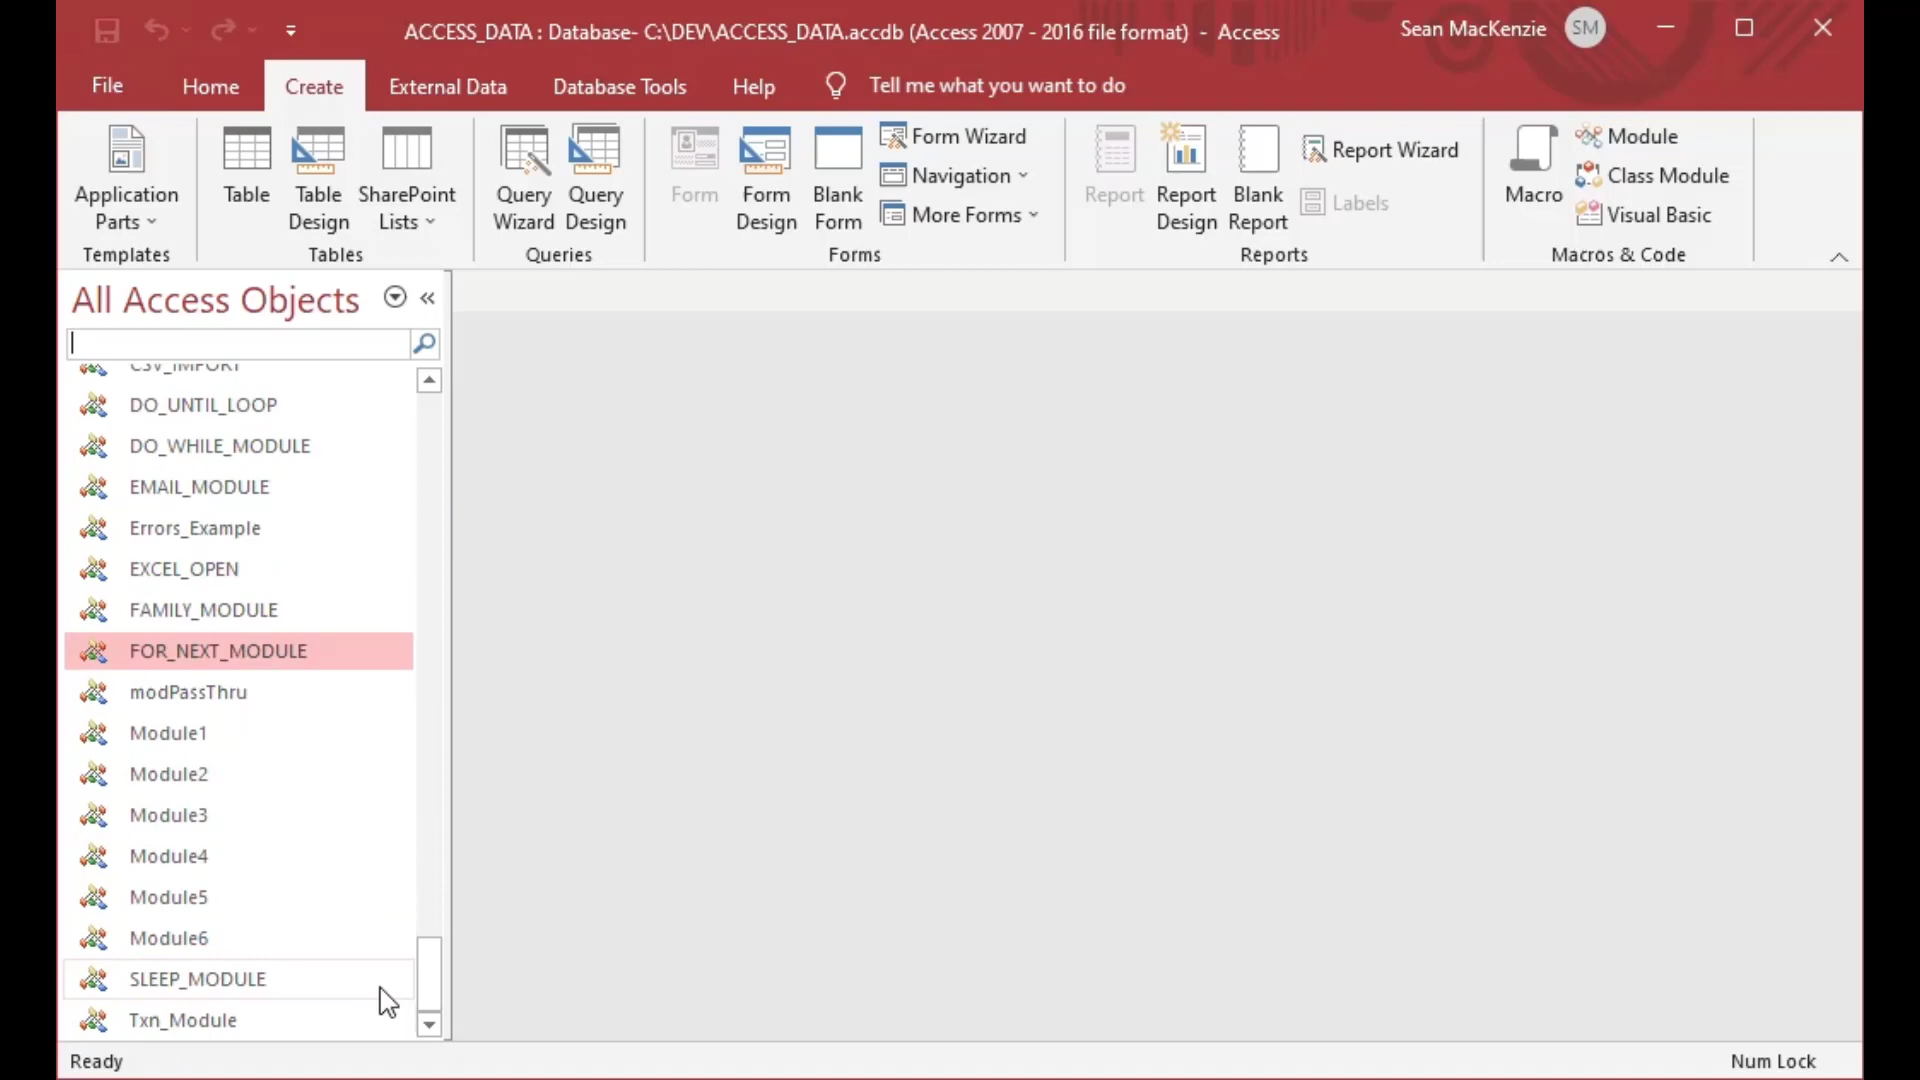 ACCESS_DATA : Database- C:\DEV\ACCESS_DATA.accdb (Access 2007 - 2016 file format) - Access
Sean MacKenzie
SM
File
Home
Create
External Data
Database Tools
Help
Tell me what you want to do
Application
Parts
Templates
Table
Table
Design
SharePoint
Lists
Tables
Query
Wizard
Query
Design
Queries
Form
Form
Design
Blank
Form
Form Wizard
Navigation
More Forms
Forms
Report
Report
Design
Blank
Report
Report Wizard
Labels
Reports
Macro
Module
Class Module
Visual Basic
Macros & Code
All Access Objects
CSV_IMPORT
DO_UNTIL_LOOP
DO_WHILE_MODULE
EMAIL_MODULE
Errors_Example
EXCEL_OPEN
FAMILY_MODULE
FOR_NEXT_MODULE
modPassThru
Module1
Module2
Module3
Module4
Module5
Module6
SLEEP_MODULE
Txn_Module
Ready
Num Lock